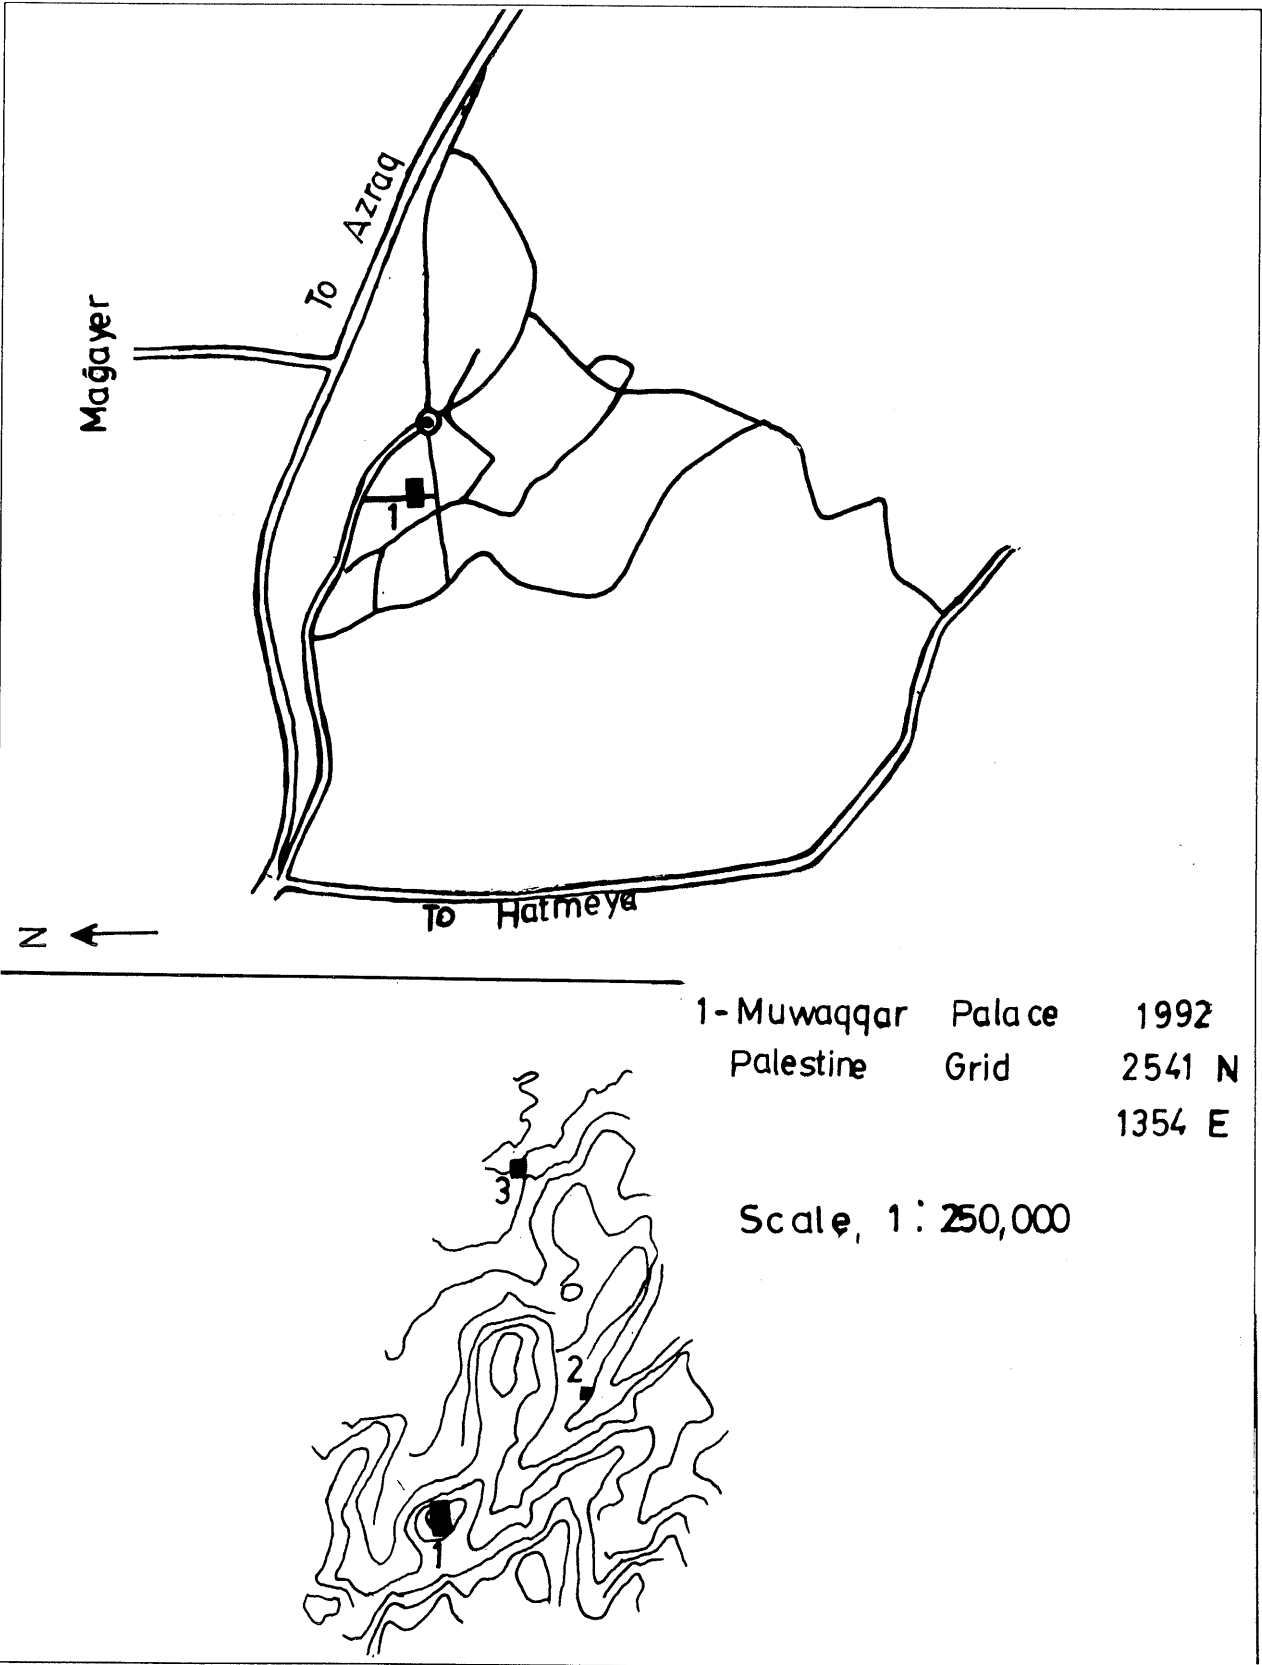 To Azraq
Maġayer
1
To Hatmeya
N
1-Muwaqqar Palace 1992
Palestine Grid 2541 N
1354 E
3
Scale, 1:250,000
2
1